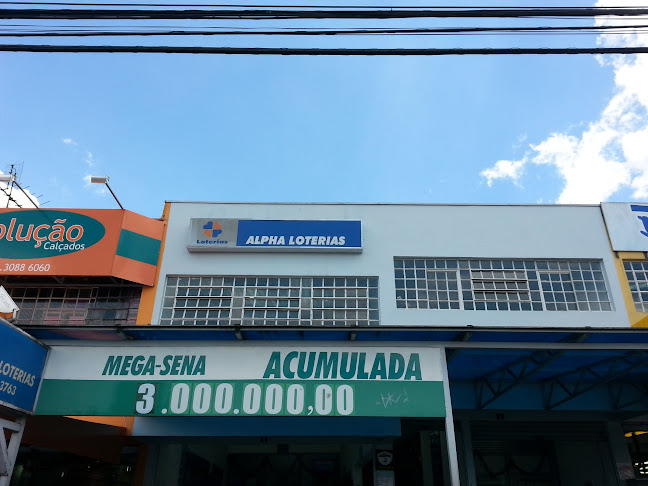 olução
Calçados
. 3088 6060
Loterias
ALPHA LOTERIAS
MEGA-SENA ACUMULADA
3.000.000,00
LOTERIAS
3763